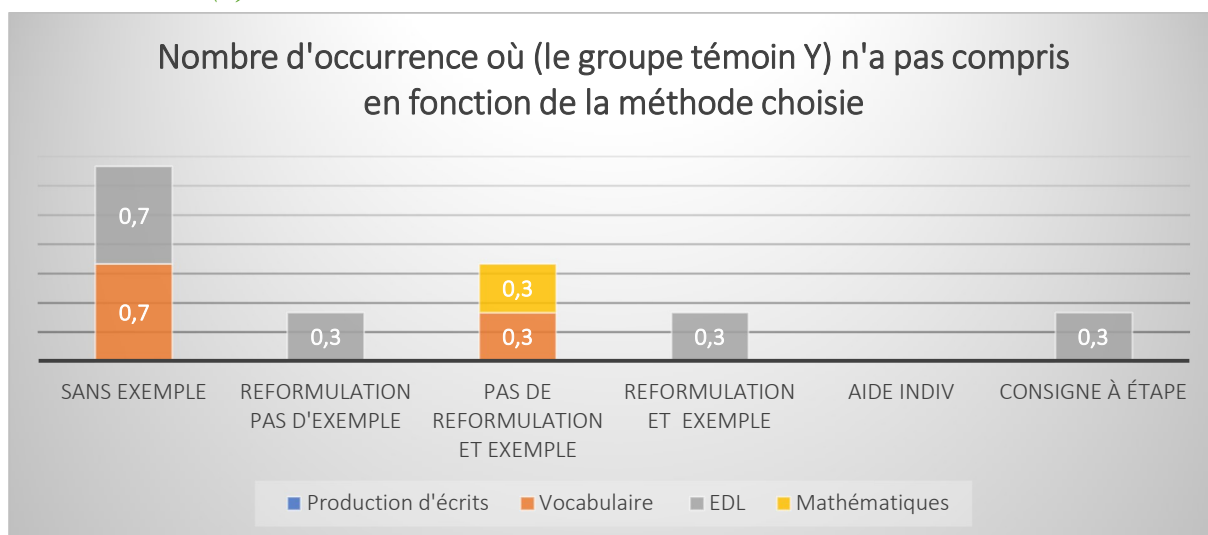 Nombre d'occurrence où (le groupe témoin Y) n'a pas compris
en fonction de la méthode choisie
0,7
0,7
0,3
0,3
0,3
0,3
0,3
SANS EXEMPLE
REFORMULATION
PAS D'EXEMPLE
PAS DE
REFORMULATION
ET EXEMPLE
REFORMULATION
ET EXEMPLE
AIDE INDIV
CONSIGNE À ÉTAPE
Production d'écrits
Vocabulaire
EDL
Mathématiques